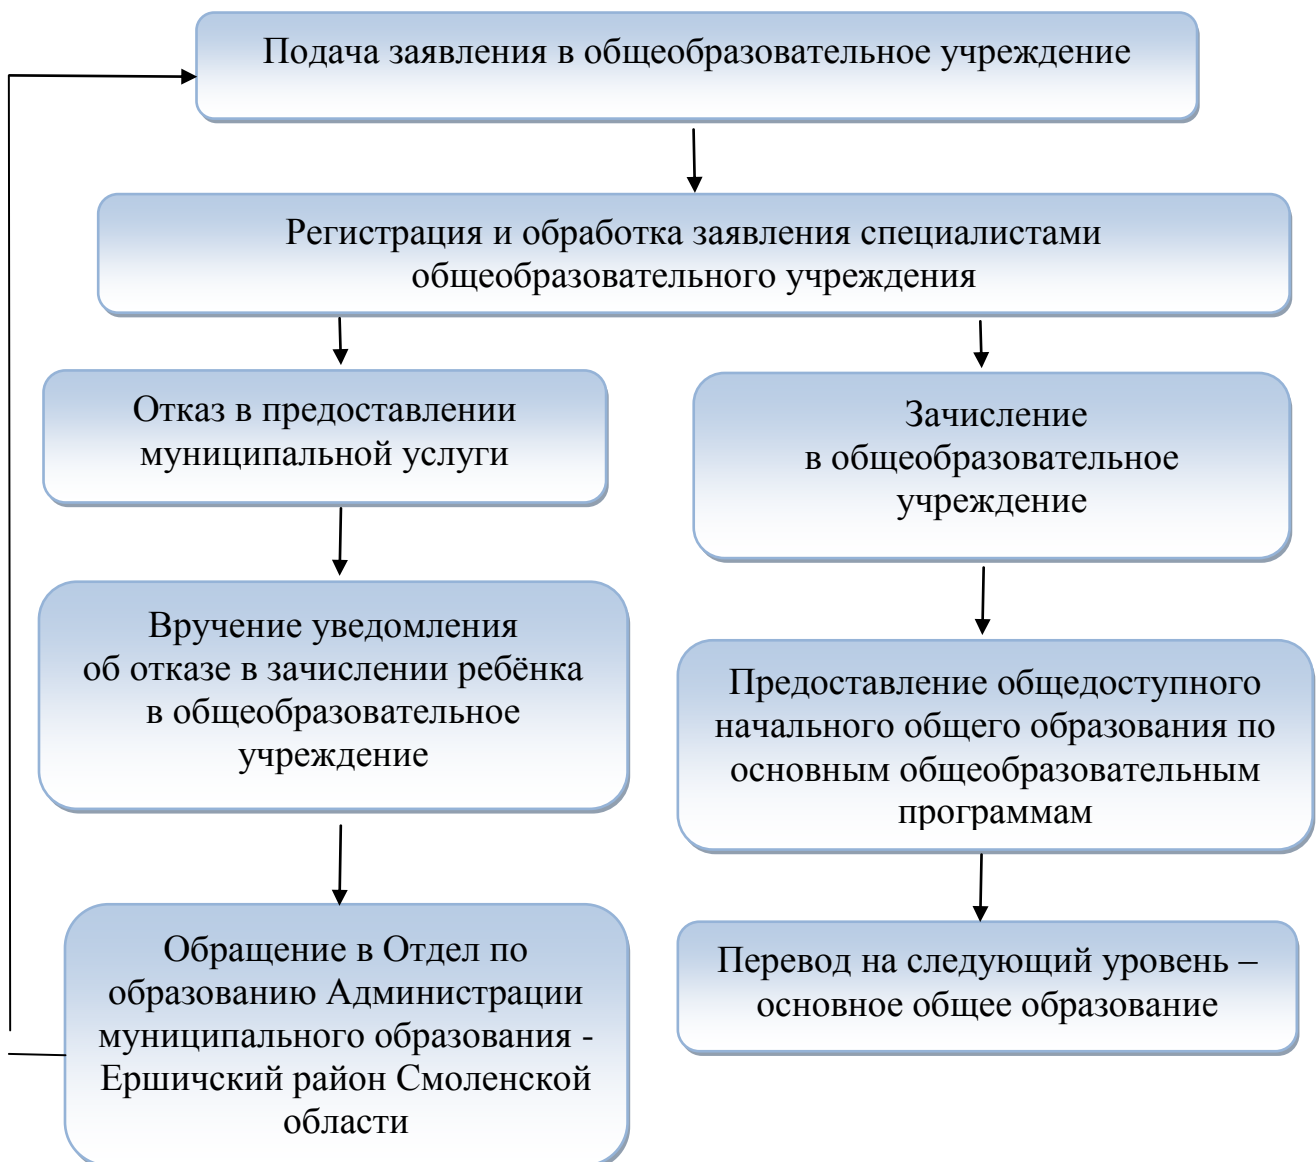 Подача заявления в общеобразовательное учреждение
Регистрация и обработка заявления специалистами
общеобразовательного учреждения
Отказ в предоставлении
муниципальной услуги
Зачисление
в общеобразовательное
учреждение
Вручение уведомления
об отказе в зачислении ребёнка
в общеобразовательное
учреждение
Предоставление общедоступного
начального общего образования по
основным общеобразовательным
программам
Обращение в Отдел по
образованию Администрации
муниципального образования -
Ершичский район Смоленской
области
Перевод на следующий уровень –
основное общее образование